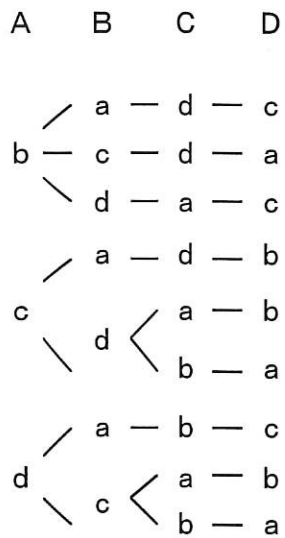 A B C D
a — d — c
b — c — d — a
d — a — c
a — d — b
c
a — b
d
b — a
a — b — c
d
a — b
c
b — a